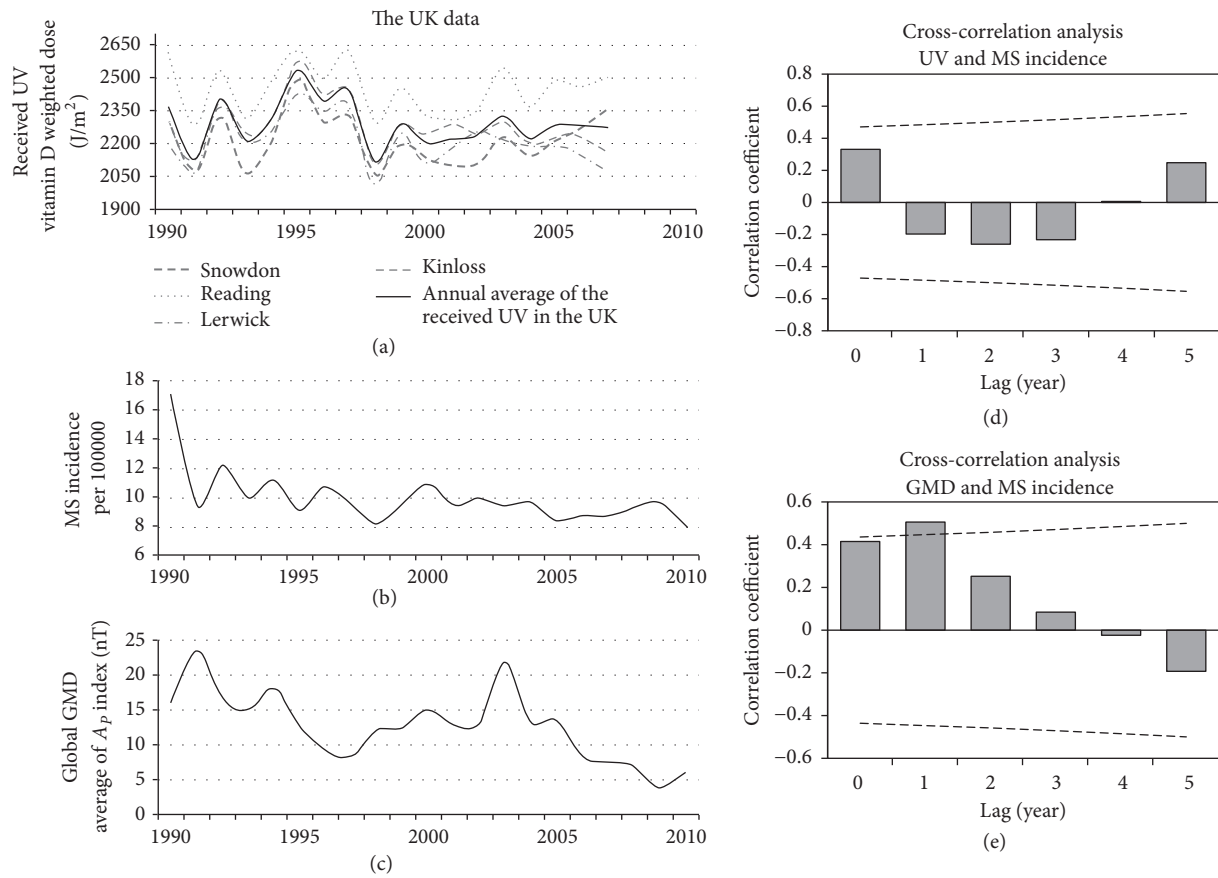 The UK data
Received UV
vitamin D weighted dose
(J/m²)
2650
2500
2350
2200
2050
1900
1990 1995 2000 2005 2010
Snowdon
Reading
Lerwick
Kinloss
Annual average of the
received UV in the UK
(a)
MS incidence
per 100000
18
16
14
12
10
8
6
1990 1995 2000 2005 2010
(b)
Global GMD
average of A_P index (nT)
25
20
15
10
5
0
1990 1995 2000 2005 2010
(c)
Cross-correlation analysis
UV and MS incidence
Correlation coefficient
0.8
0.6
0.4
0.2
0
−0.2
−0.4
−0.6
−0.8
0 1 2 3 4 5
Lag (year)
(d)
Cross-correlation analysis
GMD and MS incidence
Correlation coefficient
0.6
0.4
0.2
0
−0.2
−0.4
−0.6
0 1 2 3 4 5
Lag (year)
(e)